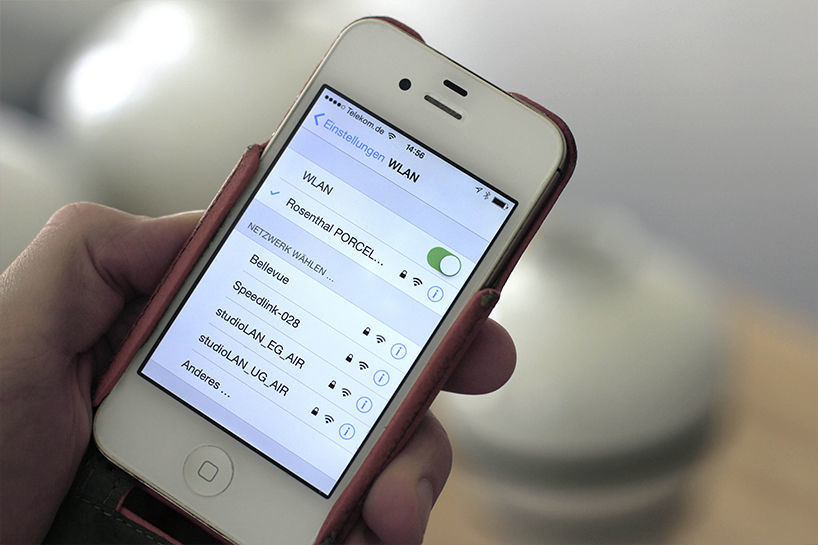 Telekom.de 14:56
Einstellungen WLAN
WLAN
Rosenthal PORCEL...
NETZWERK WÄHLEN ...
Bellevue
Speedlink-028
studioLAN_EG_AIR
studioLAN_UG_AIR
Anderes ...